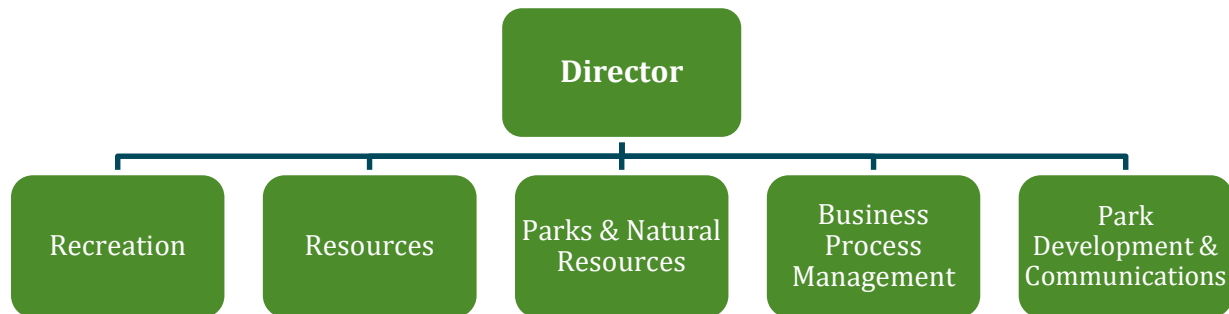 Director
Recreation
Resources
Parks & Natural
Resources
Business
Process
Management
Park
Development &
Communications